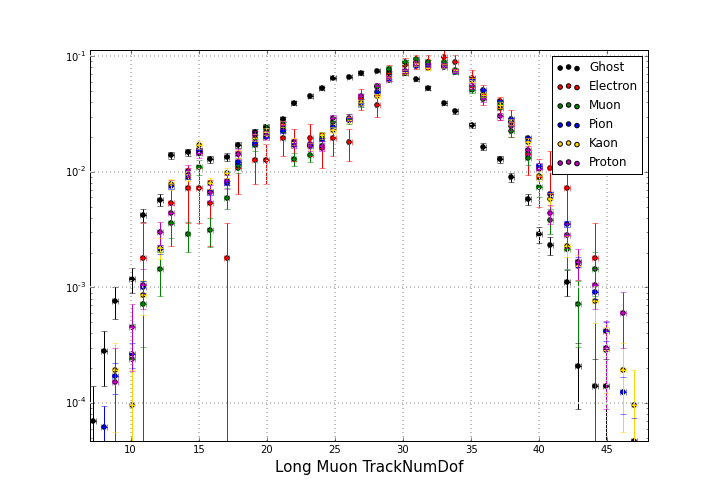 10^-1
10^-2
10^-3
10^-4
Ghost
Electron
Muon
Pion
Kaon
Proton
10 15 20 25 30 35 40 45
Long Muon TrackNumDof